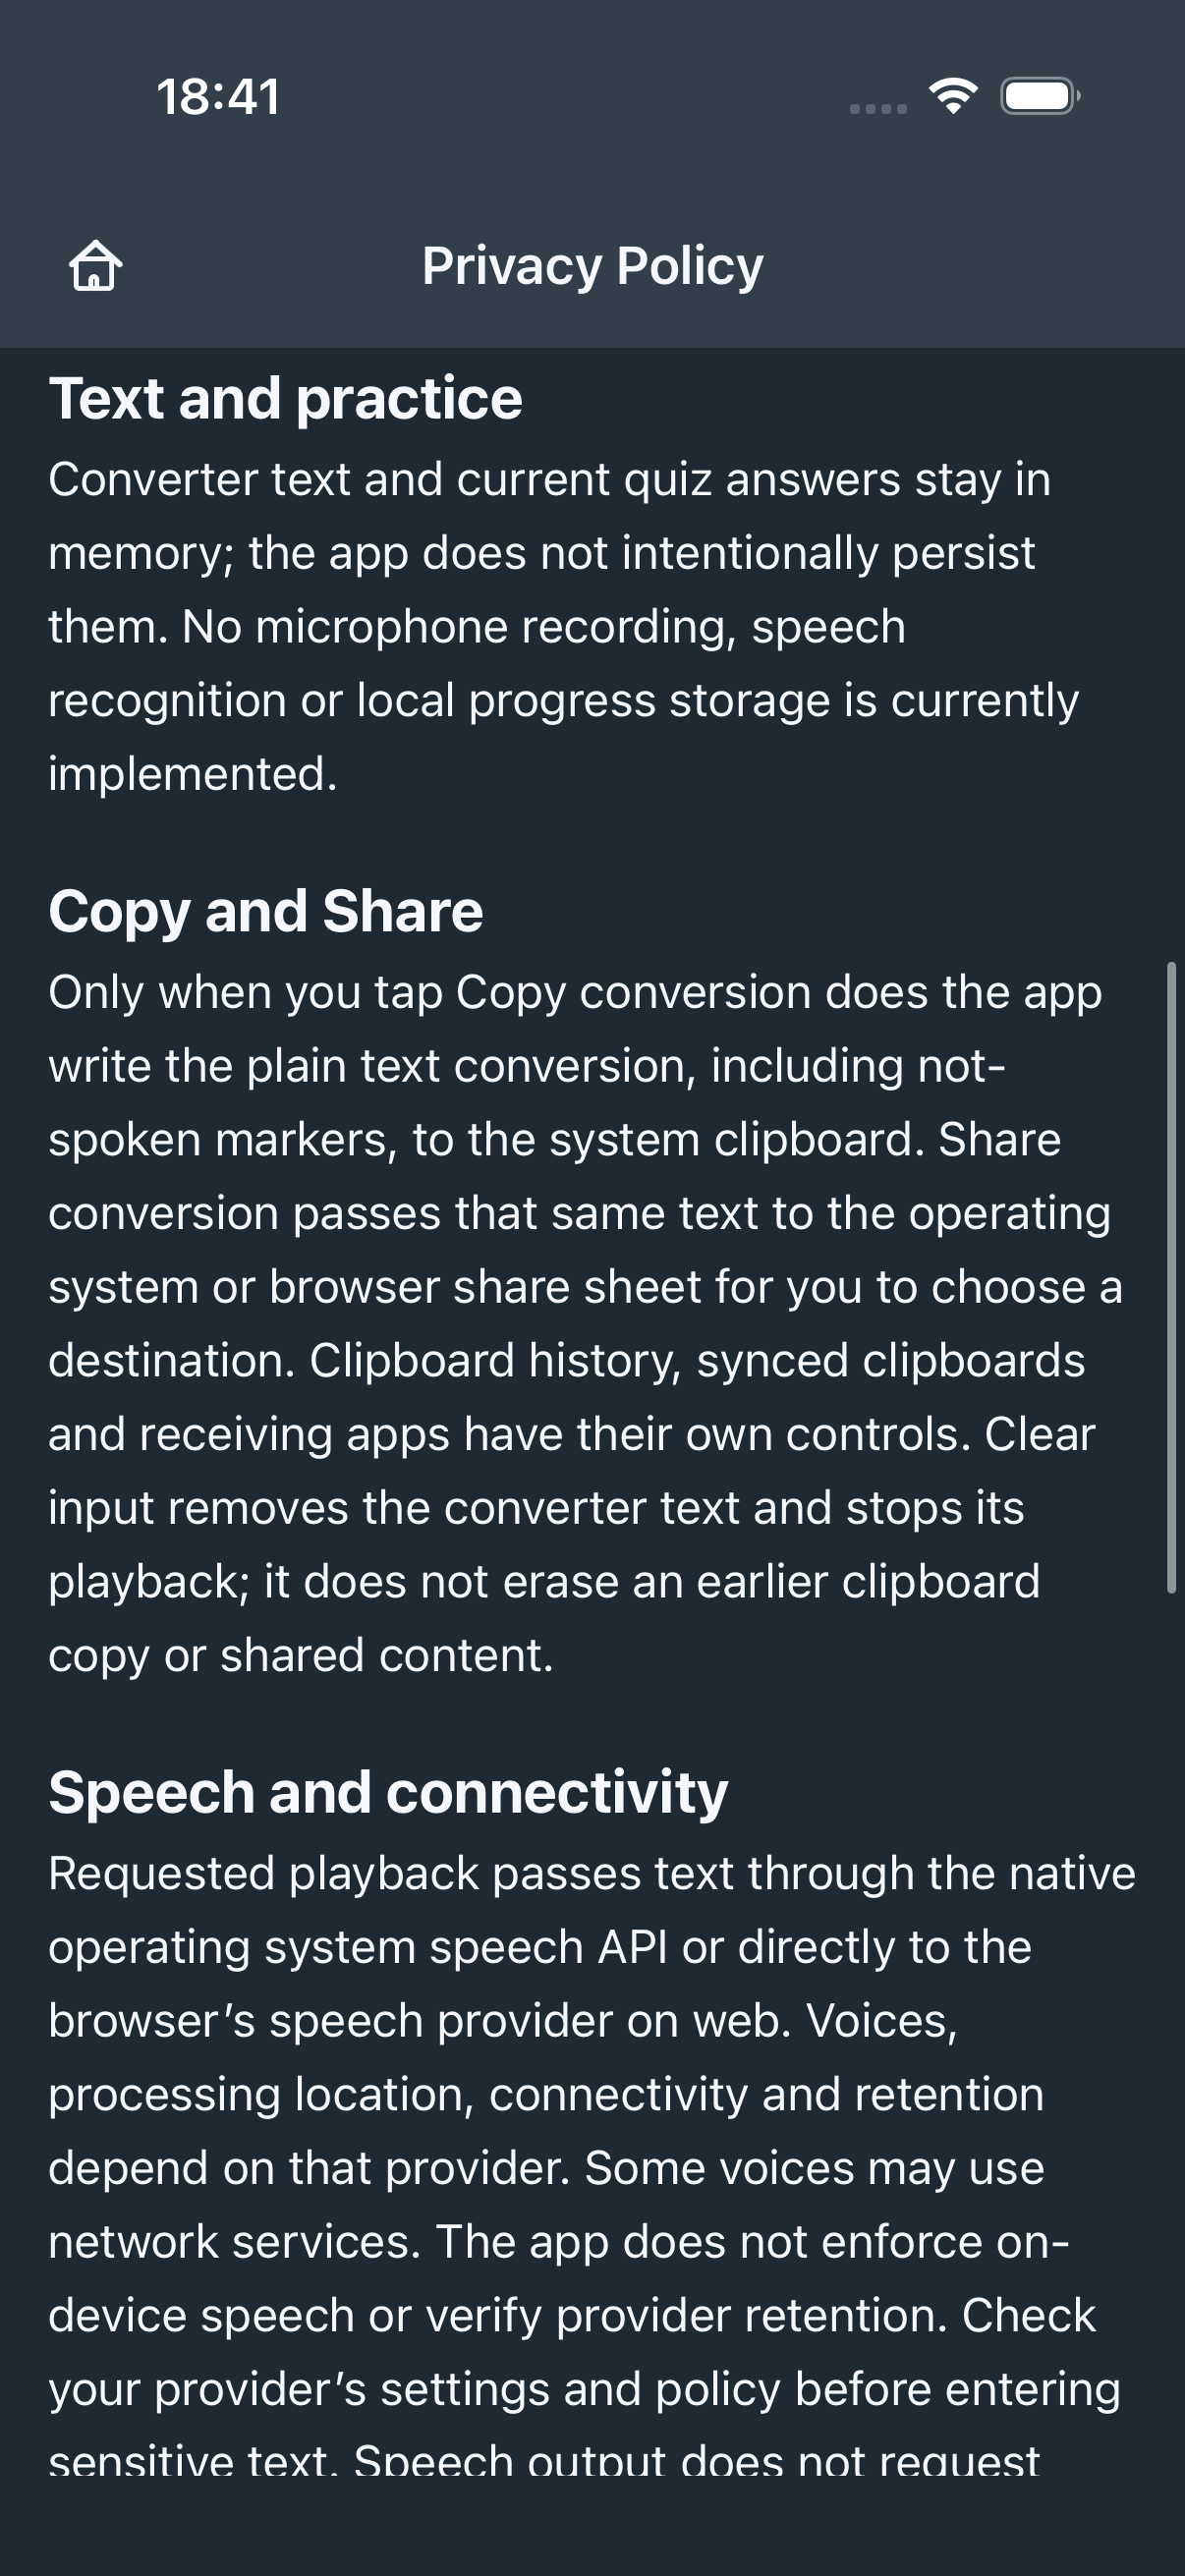 18:41
Privacy Policy
Text and practice
Converter text and current quiz answers stay in
memory; the app does not intentionally persist
them. No microphone recording, speech
recognition or local progress storage is currently
implemented.
Copy and Share
Only when you tap Copy conversion does the app
write the plain text conversion, including not-
spoken markers, to the system clipboard. Share
conversion passes that same text to the operating
system or browser share sheet for you to choose a
destination. Clipboard history, synced clipboards
and receiving apps have their own controls. Clear
input removes the converter text and stops its
playback; it does not erase an earlier clipboard
copy or shared content.
Speech and connectivity
Requested playback passes text through the native
operating system speech API or directly to the
browser’s speech provider on web. Voices,
processing location, connectivity and retention
depend on that provider. Some voices may use
network services. The app does not enforce on-
device speech or verify provider retention. Check
your provider’s settings and policy before entering
sensitive text. Speech output does not request